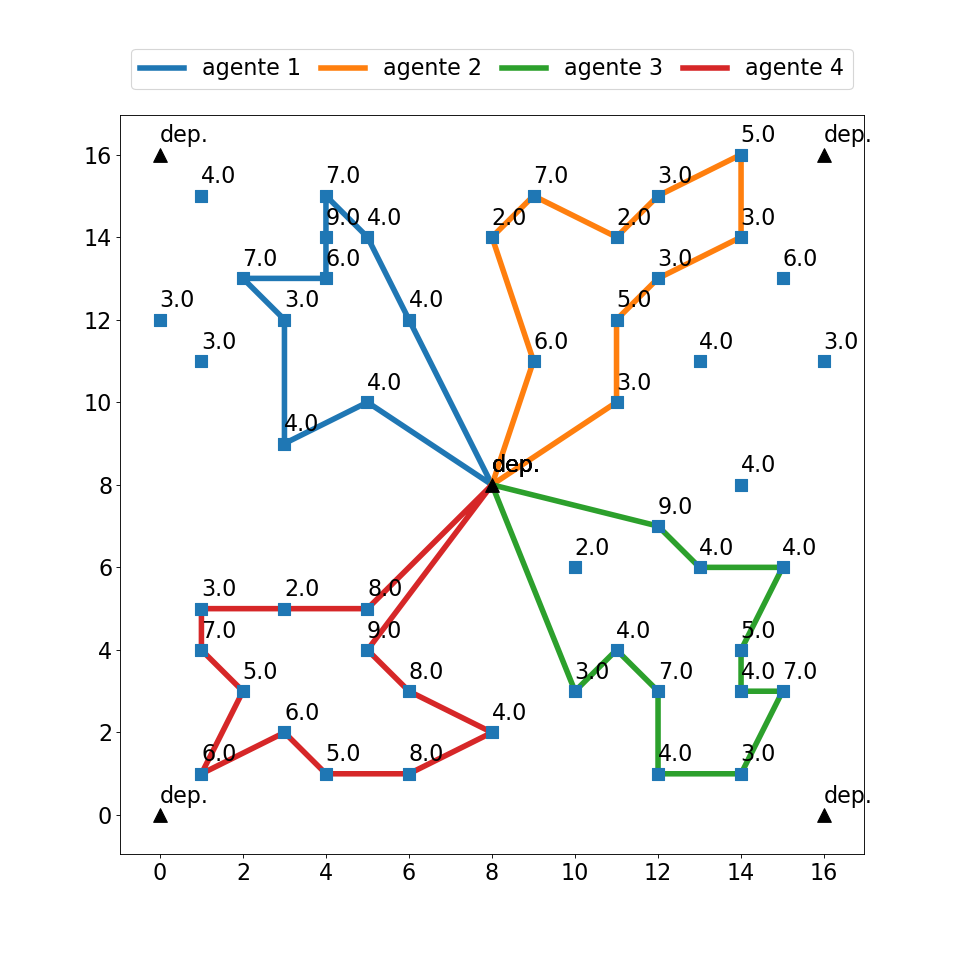 agente 1 agente 2 agente 3 agente 4
dep. 5.0 dep.
16
4.0 7.0 7.0 3.0
14 9.0 4.0 2.0 2.0 3.0
7.0 6.0 3.0 6.0
12 3.0 3.0 4.0 5.0
3.0 6.0 4.0 3.0
10 4.0 3.0
4.0
8 dep. 4.0
9.0
6 2.0 4.0 4.0
3.0 2.0 8.0
4 7.0 9.0 4.0 5.0
5.0 8.0 3.0 7.0 4.0 7.0
2 6.0 4.0
6.0 5.0 8.0 4.0 3.0
0 dep. dep.
0 2 4 6 8 10 12 14 16